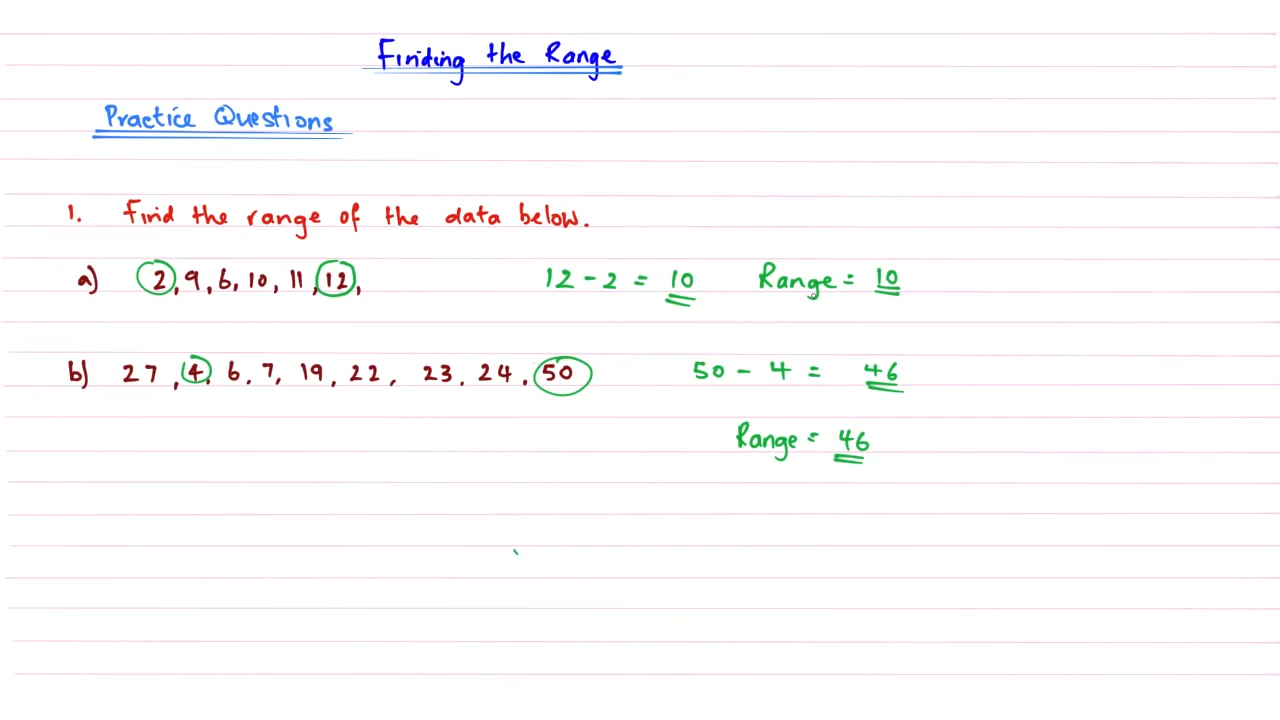 Finding the Range
Practice Questions
1. Find the range of the data below.
a) 2, 9, 6, 10, 11, 12, 12 - 2 = 10 Range = 10
b) 27, 4, 6, 7, 19, 22, 23, 24, 50 50 - 4 = 46
Range = 46